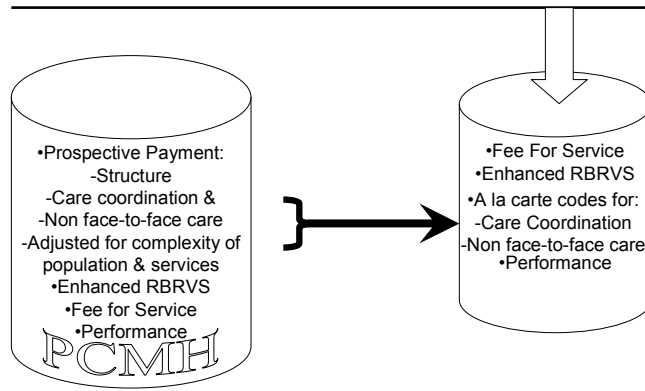 •Prospective Payment:
-Structure
-Care coordination &
-Non face-to-face care
-Adjusted for complexity of
population & services
•Enhanced RBRVS
•Fee for Service
•Performance
PCMH
•Fee For Service
•Enhanced RBRVS
•A la carte codes for:
-Care Coordination
-Non face-to-face care
•Performance